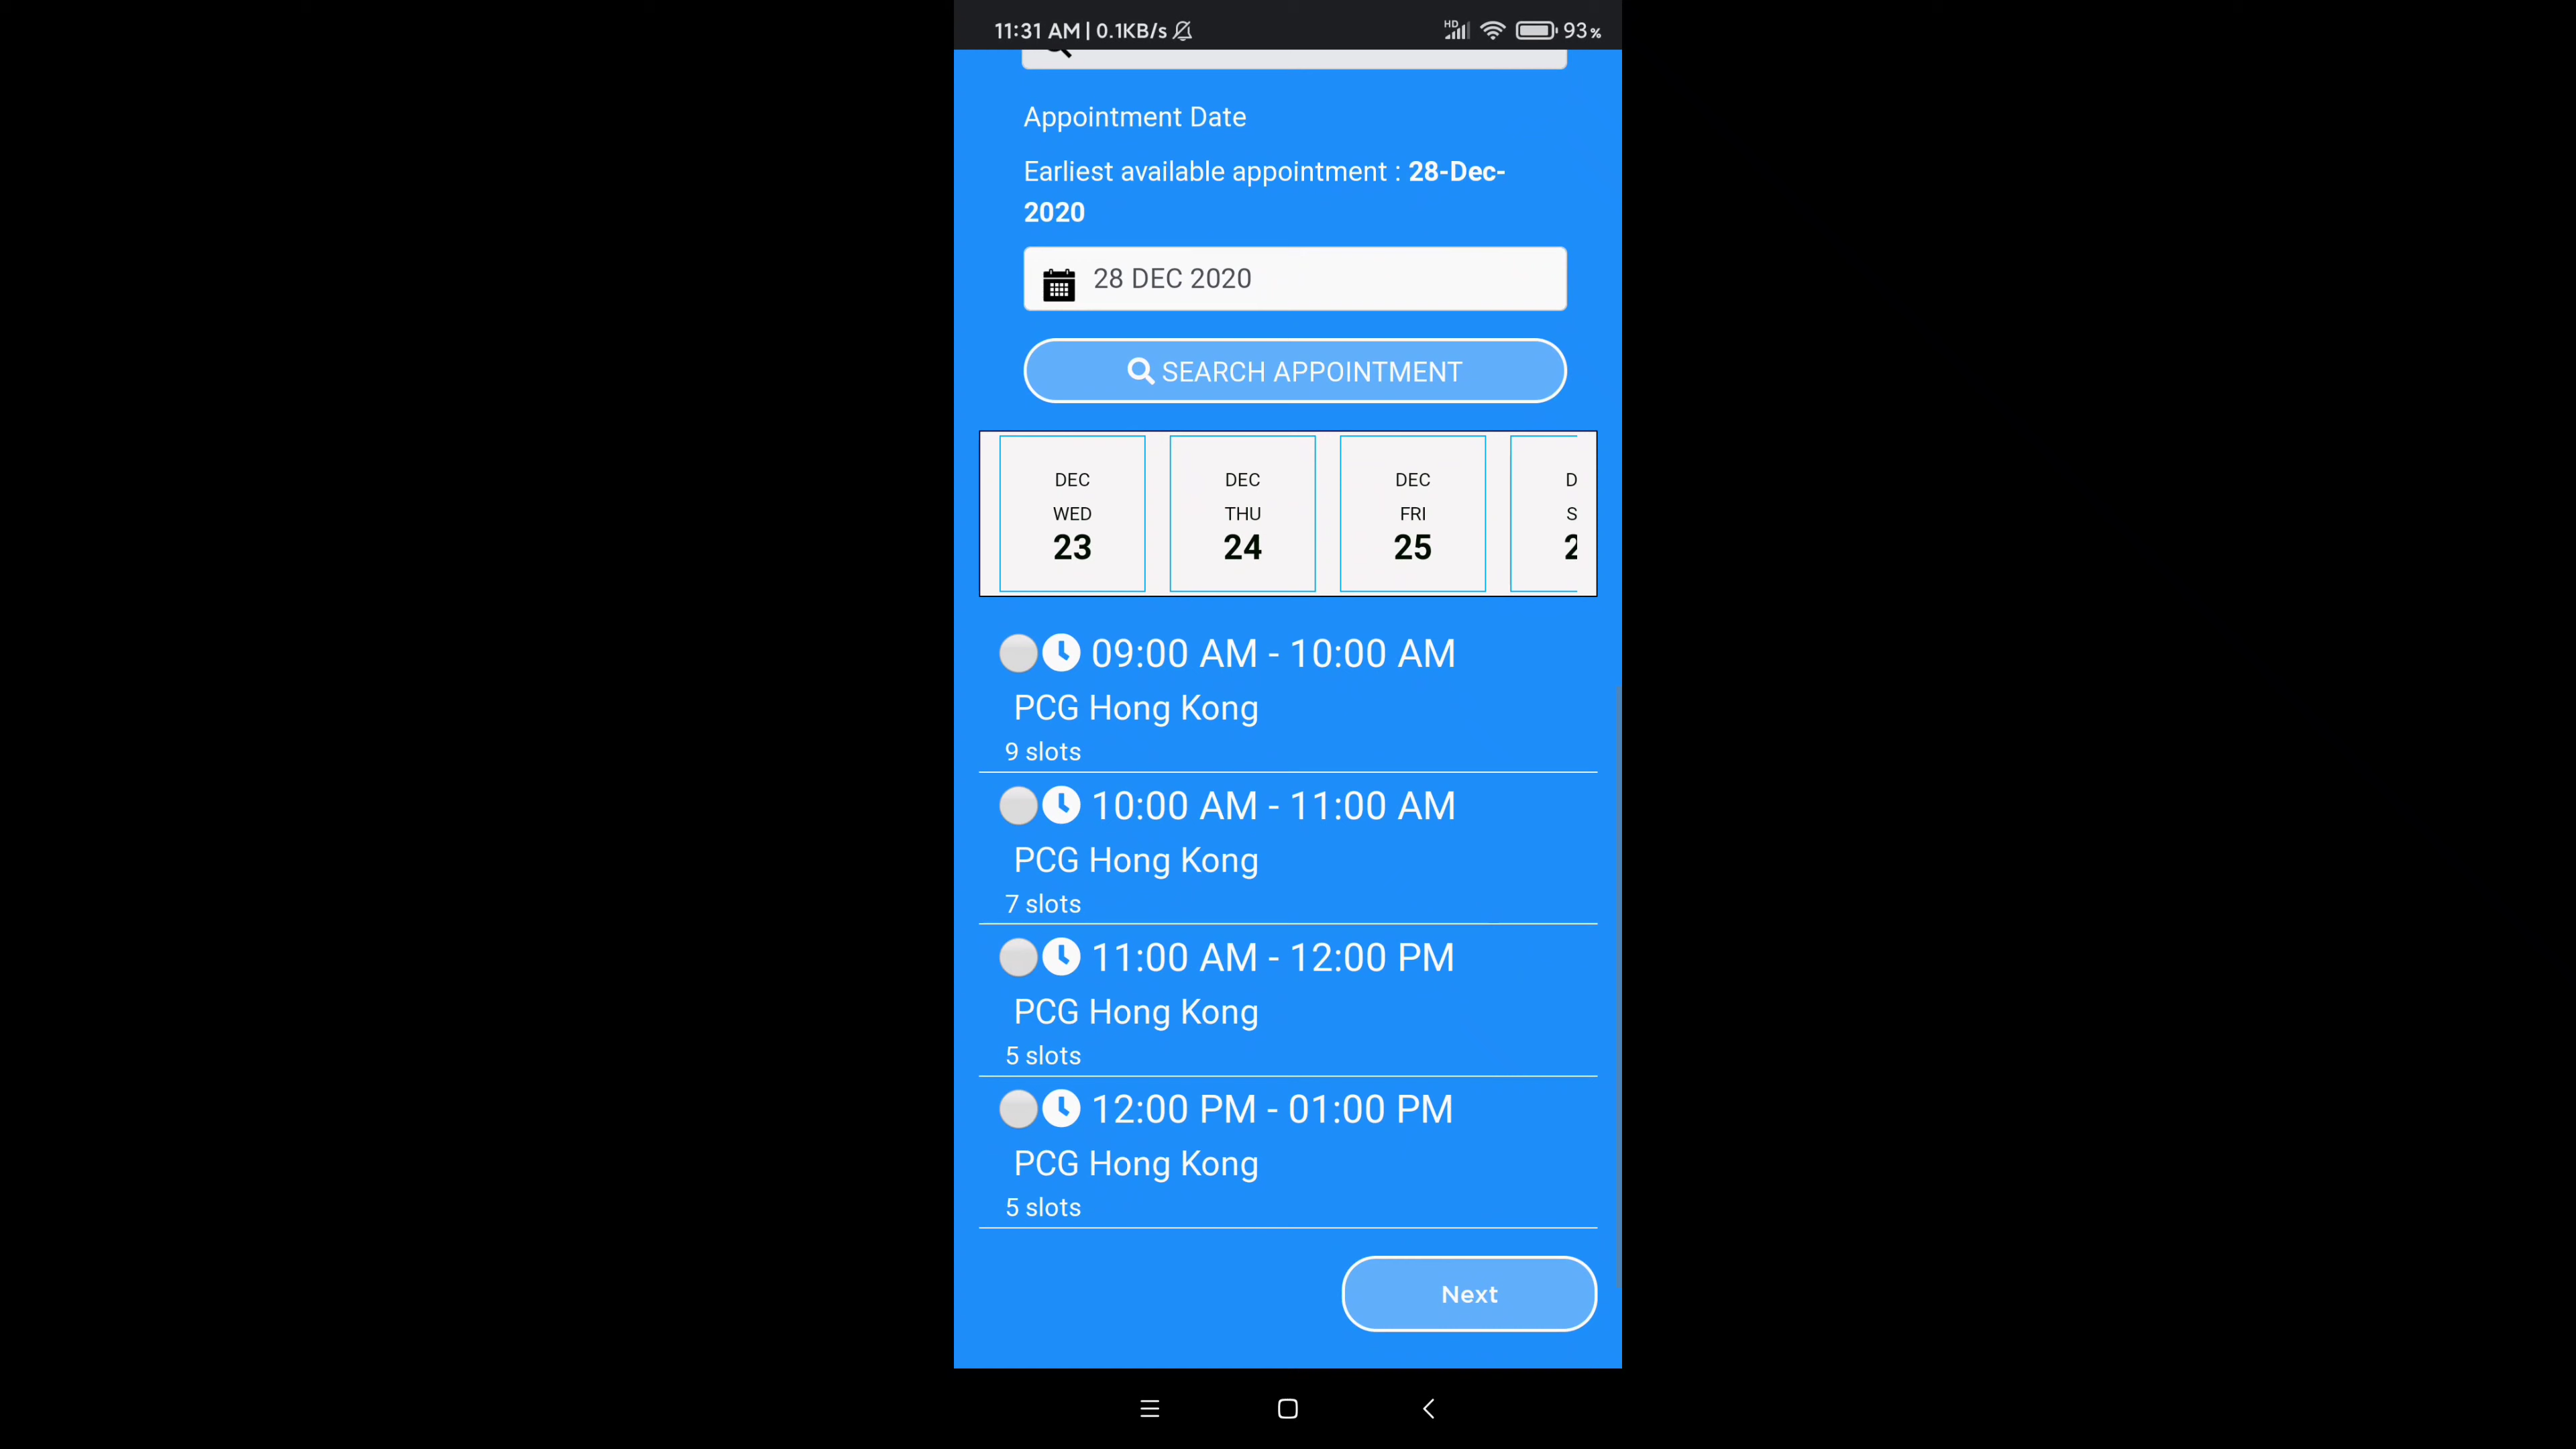 11:31 AM | 0.1KB/s HD 93%
Appointment Date
Earliest available appointment : 28-Dec-
2020
28 DEC 2020
SEARCH APPOINTMENT
DEC DEC DEC D
WED THU FRI S
23 24 25 2
09:00 AM - 10:00 AM
PCG Hong Kong
9 slots
10:00 AM - 11:00 AM
PCG Hong Kong
7 slots
11:00 AM - 12:00 PM
PCG Hong Kong
5 slots
12:00 PM - 01:00 PM
PCG Hong Kong
5 slots
Next